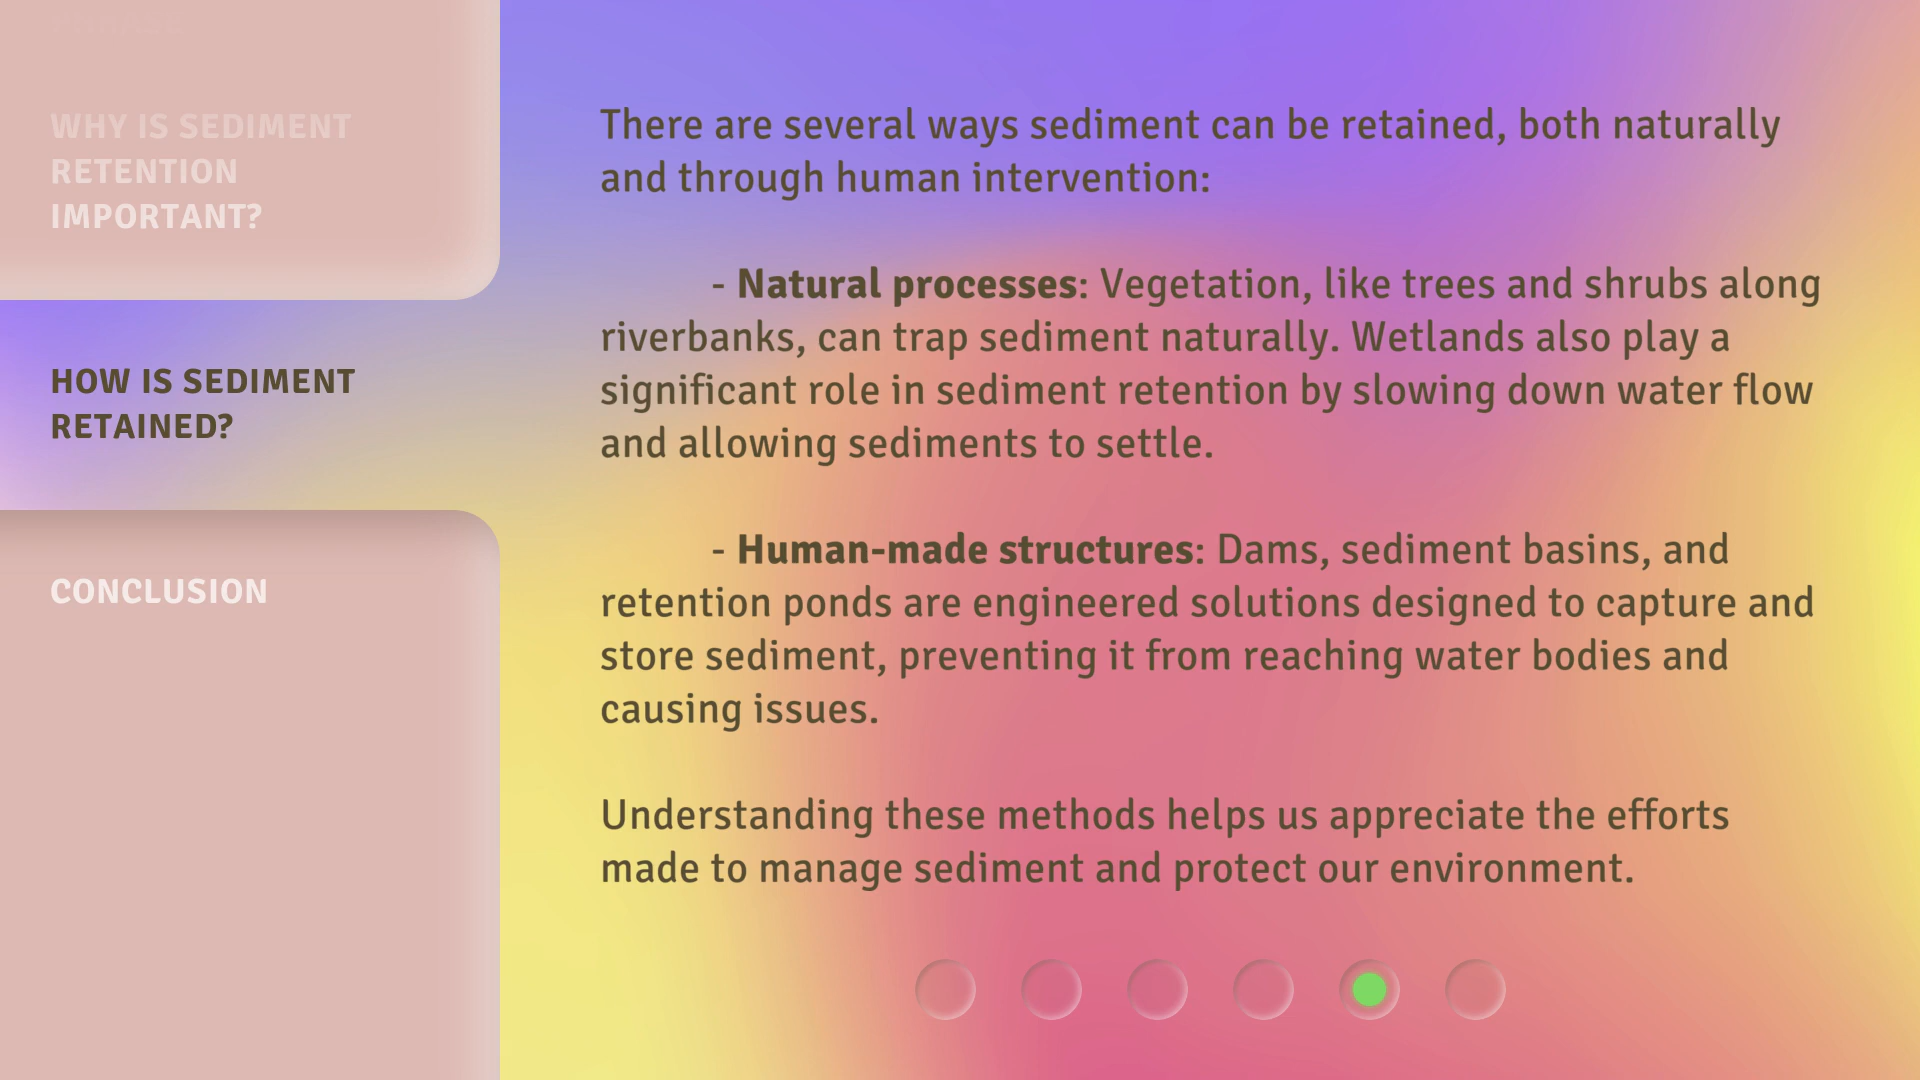 WHY IS SEDIMENT
RETENTION
IMPORTANT?
HOW IS SEDIMENT
RETAINED?
CONCLUSION
There are several ways sediment can be retained, both naturally
and through human intervention:
- Natural processes: Vegetation, like trees and shrubs along
riverbanks, can trap sediment naturally. Wetlands also play a
significant role in sediment retention by slowing down water flow
and allowing sediments to settle.
- Human-made structures: Dams, sediment basins, and
retention ponds are engineered solutions designed to capture and
store sediment, preventing it from reaching water bodies and
causing issues.
Understanding these methods helps us appreciate the efforts
made to manage sediment and protect our environment.